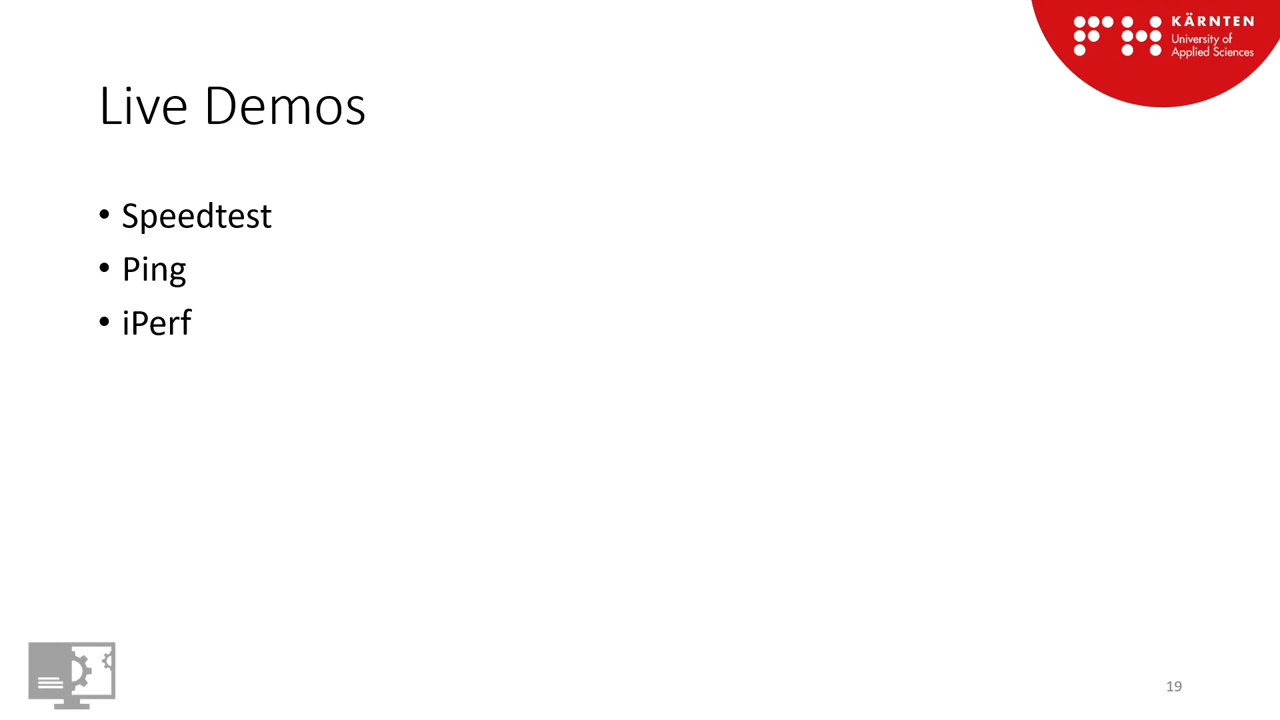 KÄRNTEN
University of
Applied Sciences
Live Demos
• Speedtest
• Ping
• iPerf
19